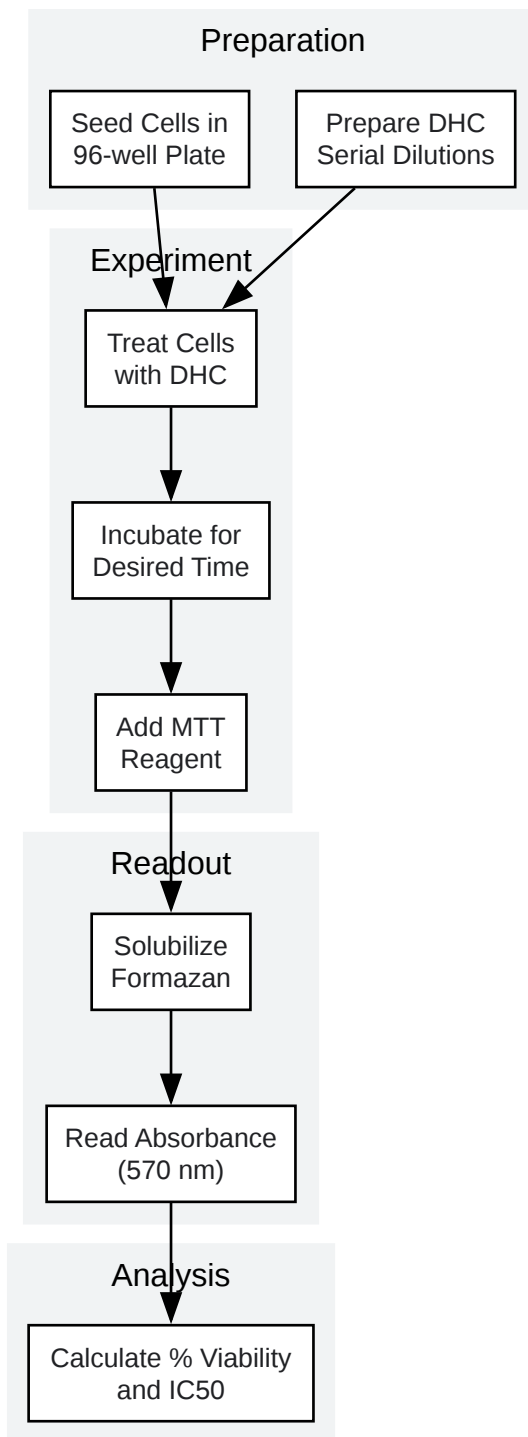 Preparation
Seed Cells in
96-well Plate
Prepare DHC
Serial Dilutions
Experiment
Treat Cells
with DHC
Incubate for
Desired Time
Add MTT
Reagent
Readout
Solubilize
Formazan
Read Absorbance
(570 nm)
Analysis
Calculate % Viability
and IC50